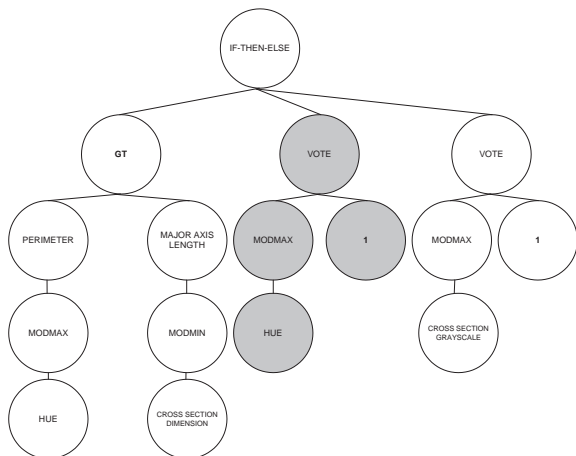 IF-THEN-ELSE
GT
VOTE
VOTE
PERIMETER
MAJOR AXIS
LENGTH
MODMAX
1
MODMAX
1
MODMAX
MODMIN
HUE
CROSS SECTION
GRAYSCALE
HUE
CROSS SECTION
DIMENSION